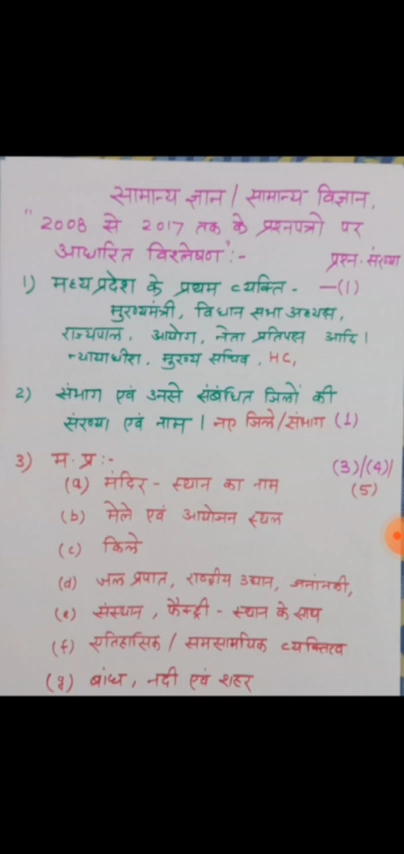 सामान्य ज्ञान / सामान्य विज्ञान,
"2008 से 2017 तक के प्रश्नपत्रो पर
आधारित विश्लेषण":- प्रश्न. संख्या
1) मध्यप्रदेश के प्रथम व्यक्ति - —(1)
मुख्यमंत्री, विधान सभा अध्यक्ष,
राज्यपाल, आयोग, नेता प्रतिपक्ष आदि।
न्यायाधीश, मुख्य सचिव, HC,
2) संभाग एवं उनसे संबंधित जिलों की
संख्या एवं नाम। नए जिले/संभाग (1)
3) म. प्र :- (3)/(4)/
(a) मंदिर - स्थान का नाम (5)
(b) मेले एवं आयोजन स्थल
(c) किले
(d) जल प्रपात, राष्ट्रीय उद्यान,
(e) संस्थान, फैक्ट्री - स्थान के साथ
(f) ऐतिहासिक / समसामयिक व्यक्तित्व
(g) बांध, नदी एवं शहर